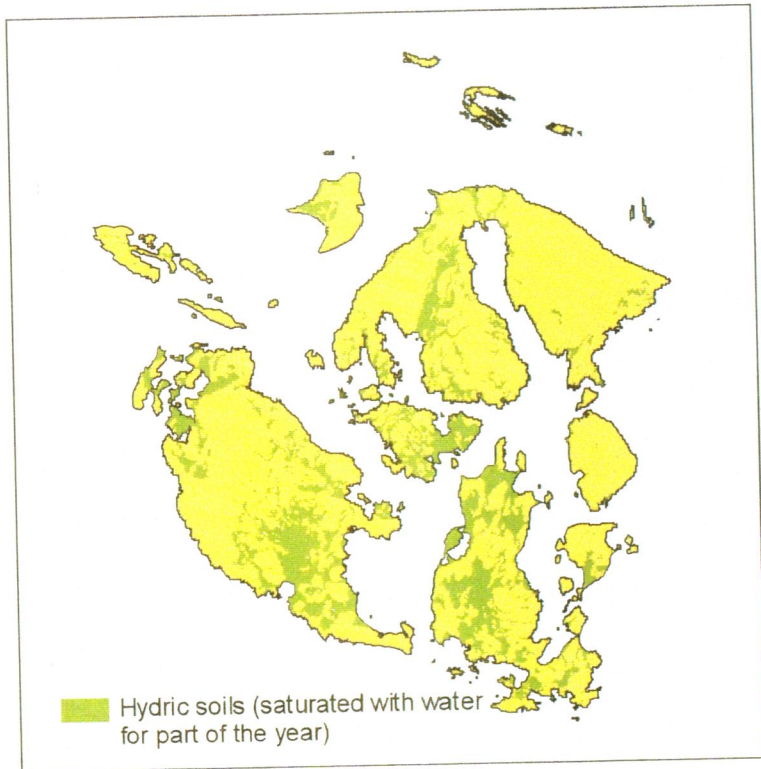 Hydric soils (saturated with water
for part of the year)